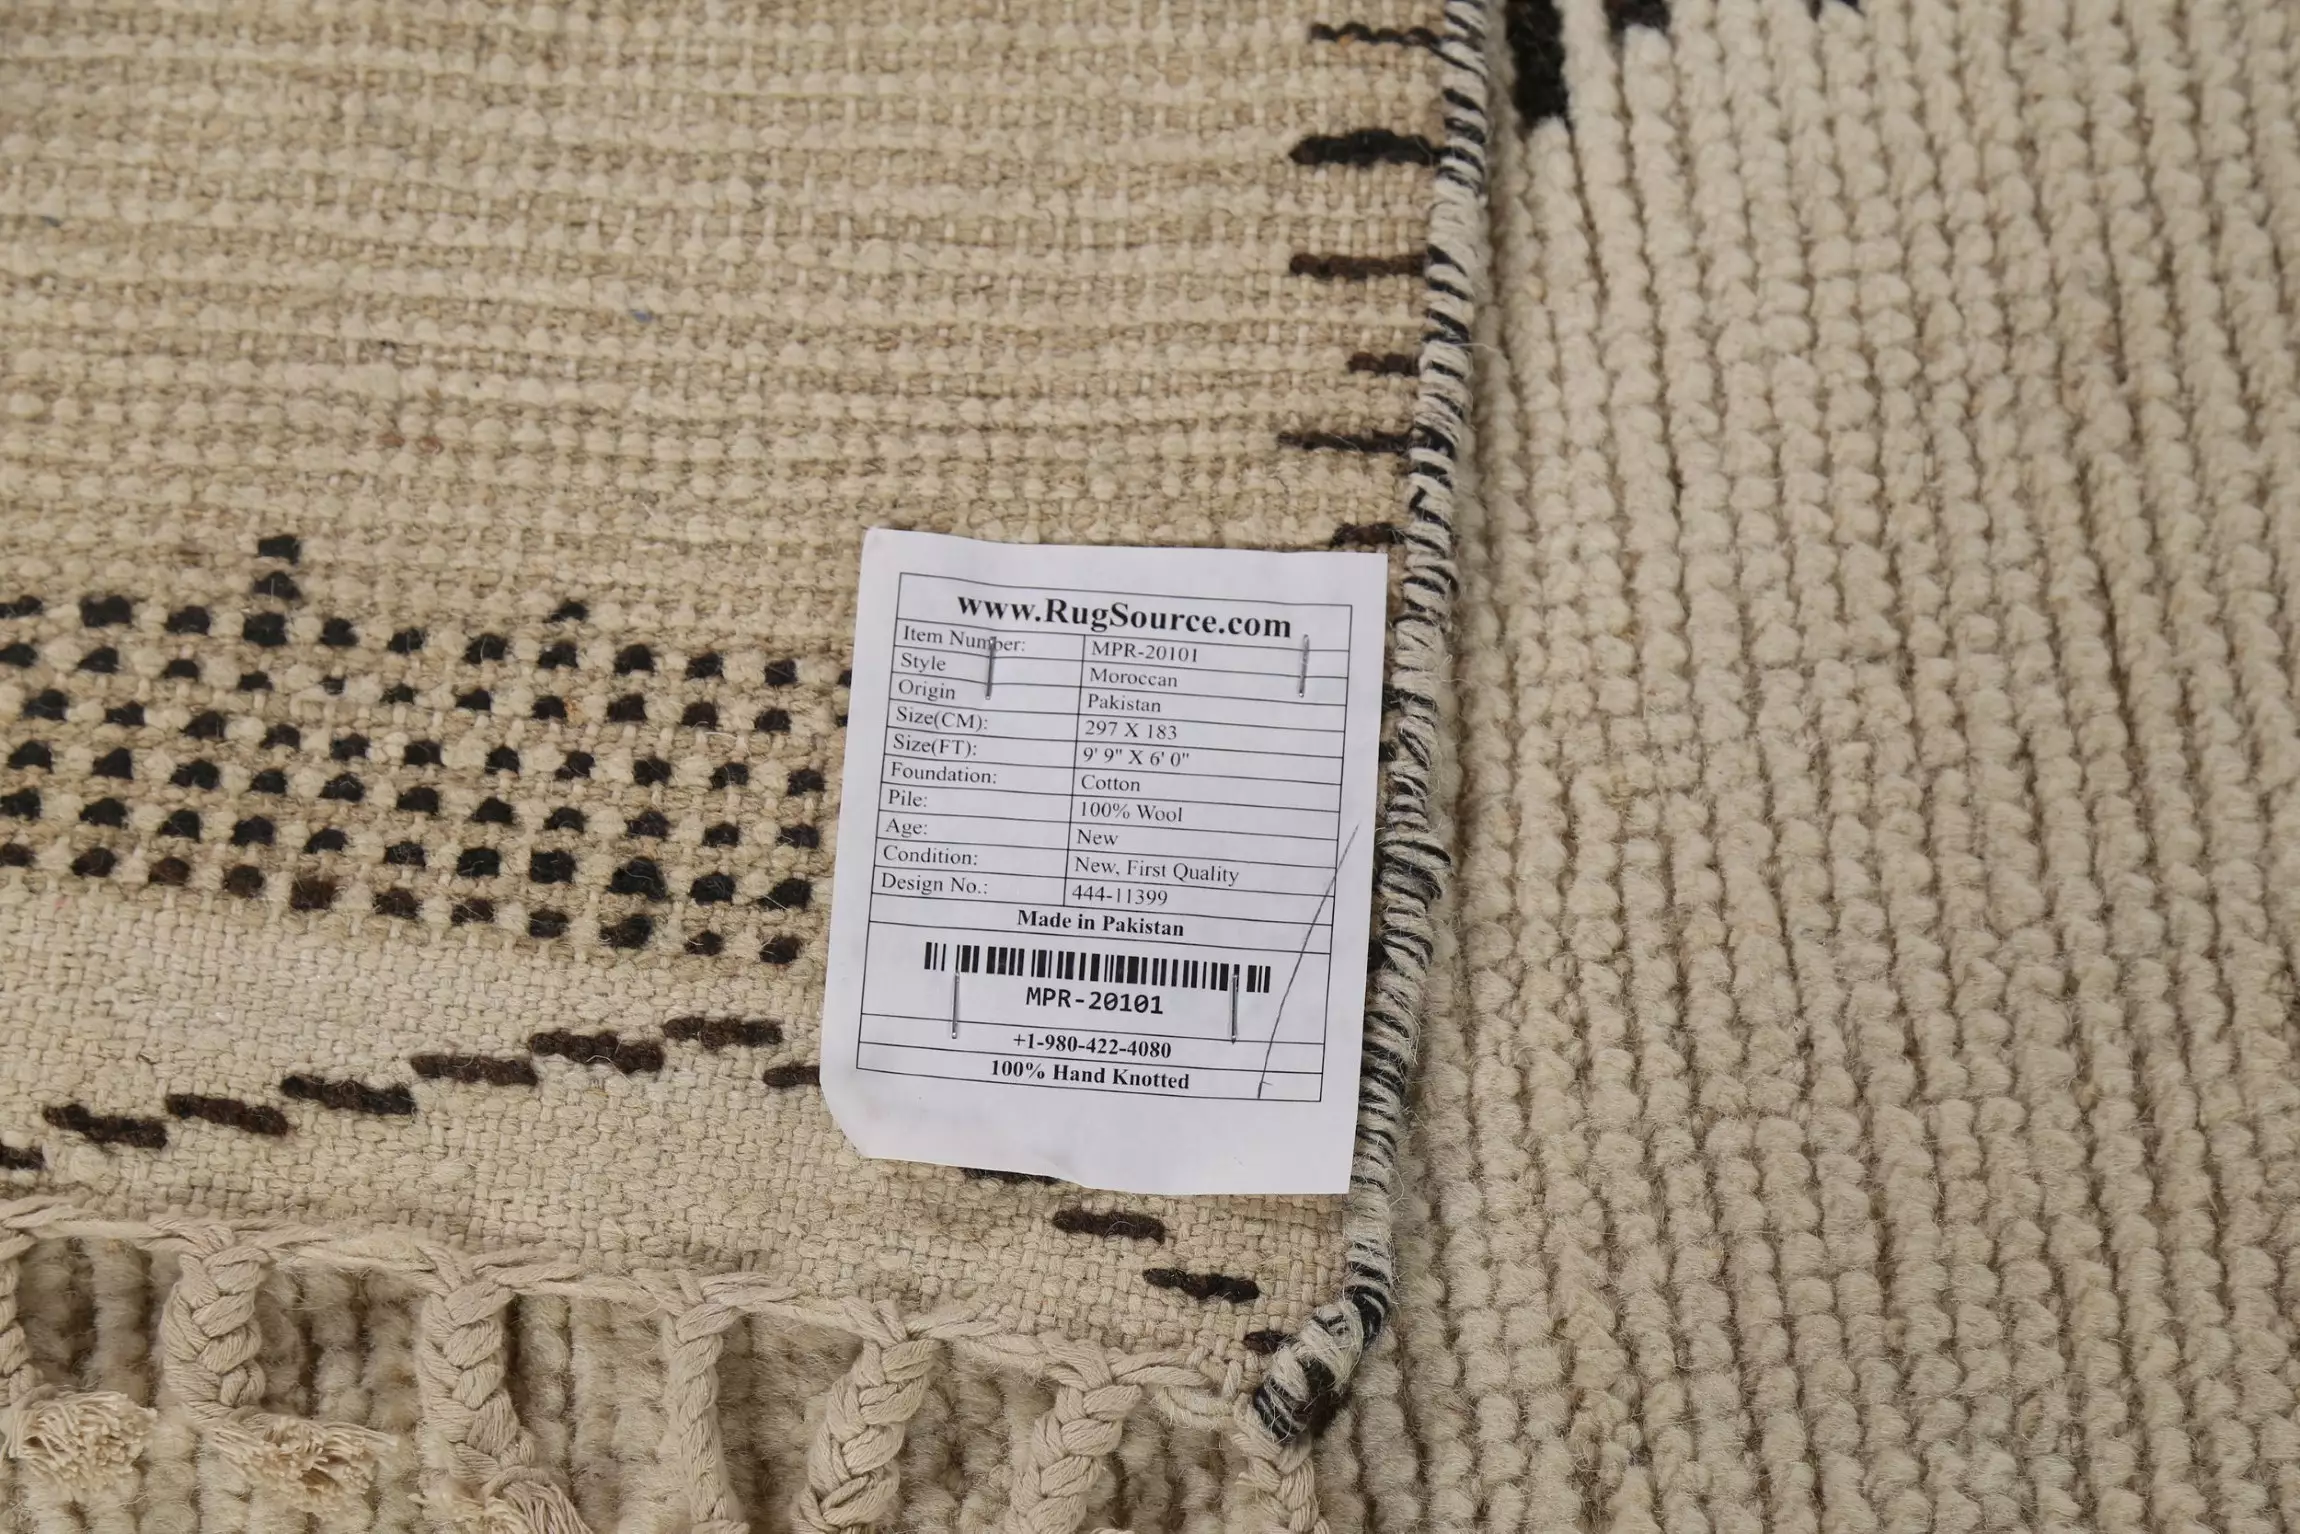 www.RugSource.com
Item Number: MPR-20101
Style Moroccan
Origin Pakistan
Size(CM): 297 X 183
Size(FT): 9' 9" X 6' 0"
Foundation: Cotton
Pile: 100% Wool
Age: New
Condition: New, First Quality
Design No.: 444-11399
Made in Pakistan
MPR-20101
+1-980-422-4080
100% Hand Knotted